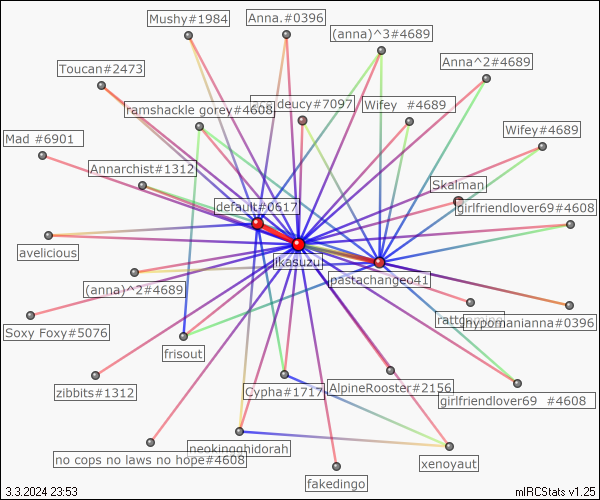 Mushy#1984
Anna.#0396
(anna)^3#4689
Anna^2#4689
Toucan#2473
ramshackle gorey#4608
deucy#7097
Wifey #4689
Wifey#4689
Mad #6901
Annarchist#1312
Skalman
default#0617
girlfriendlover69#4608
avelicious
jkasuzu
(anna)^2#4689
pastachangeo41
Soxy Foxy#5076
hypomanianna#0396
frisout
zibbits#1312
Cypha#1717
AlpineRooster#2156
girlfriendlover69 #4608
neokingghidorah
no cops no laws no hope#4608
xenoyaut
fakedingo
3.3.2024 23:53
mIRCStats v1.25